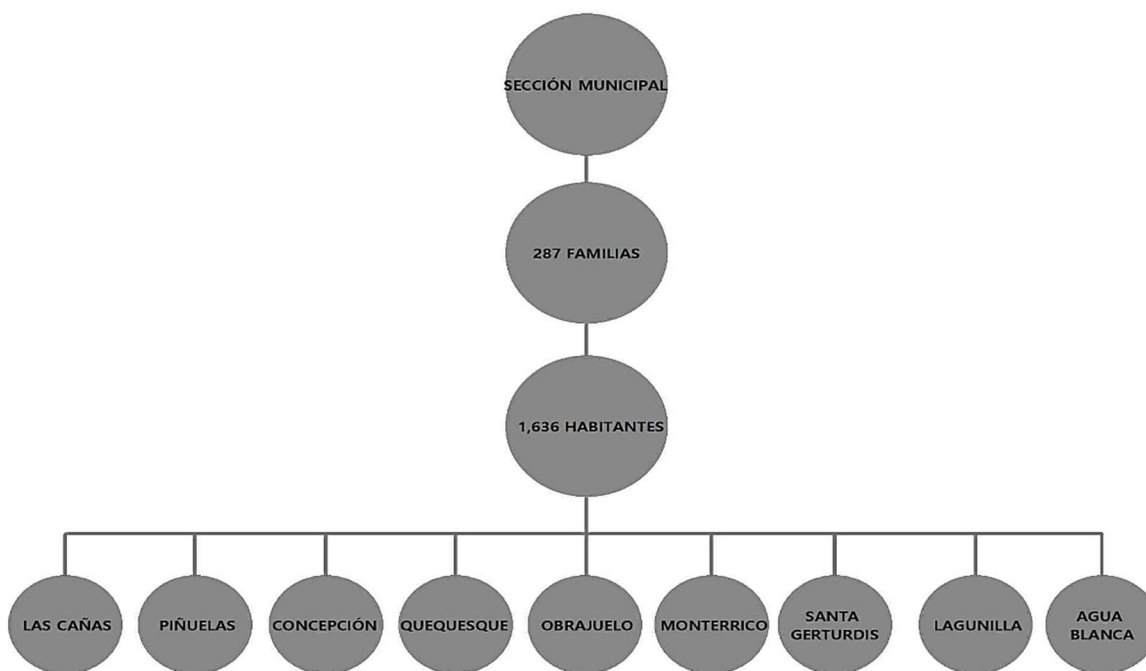 SECCIÓN MUNICIPAL
287 FAMILIAS
1,636 HABITANTES
LAS CAÑAS
PIÑUELAS
CONCEPCIÓN
QUEQUESQUE
OBRAJUELO
MONTERRICO
SANTA
GERTURDIS
LAGUNILLA
AGUA
BLANCA